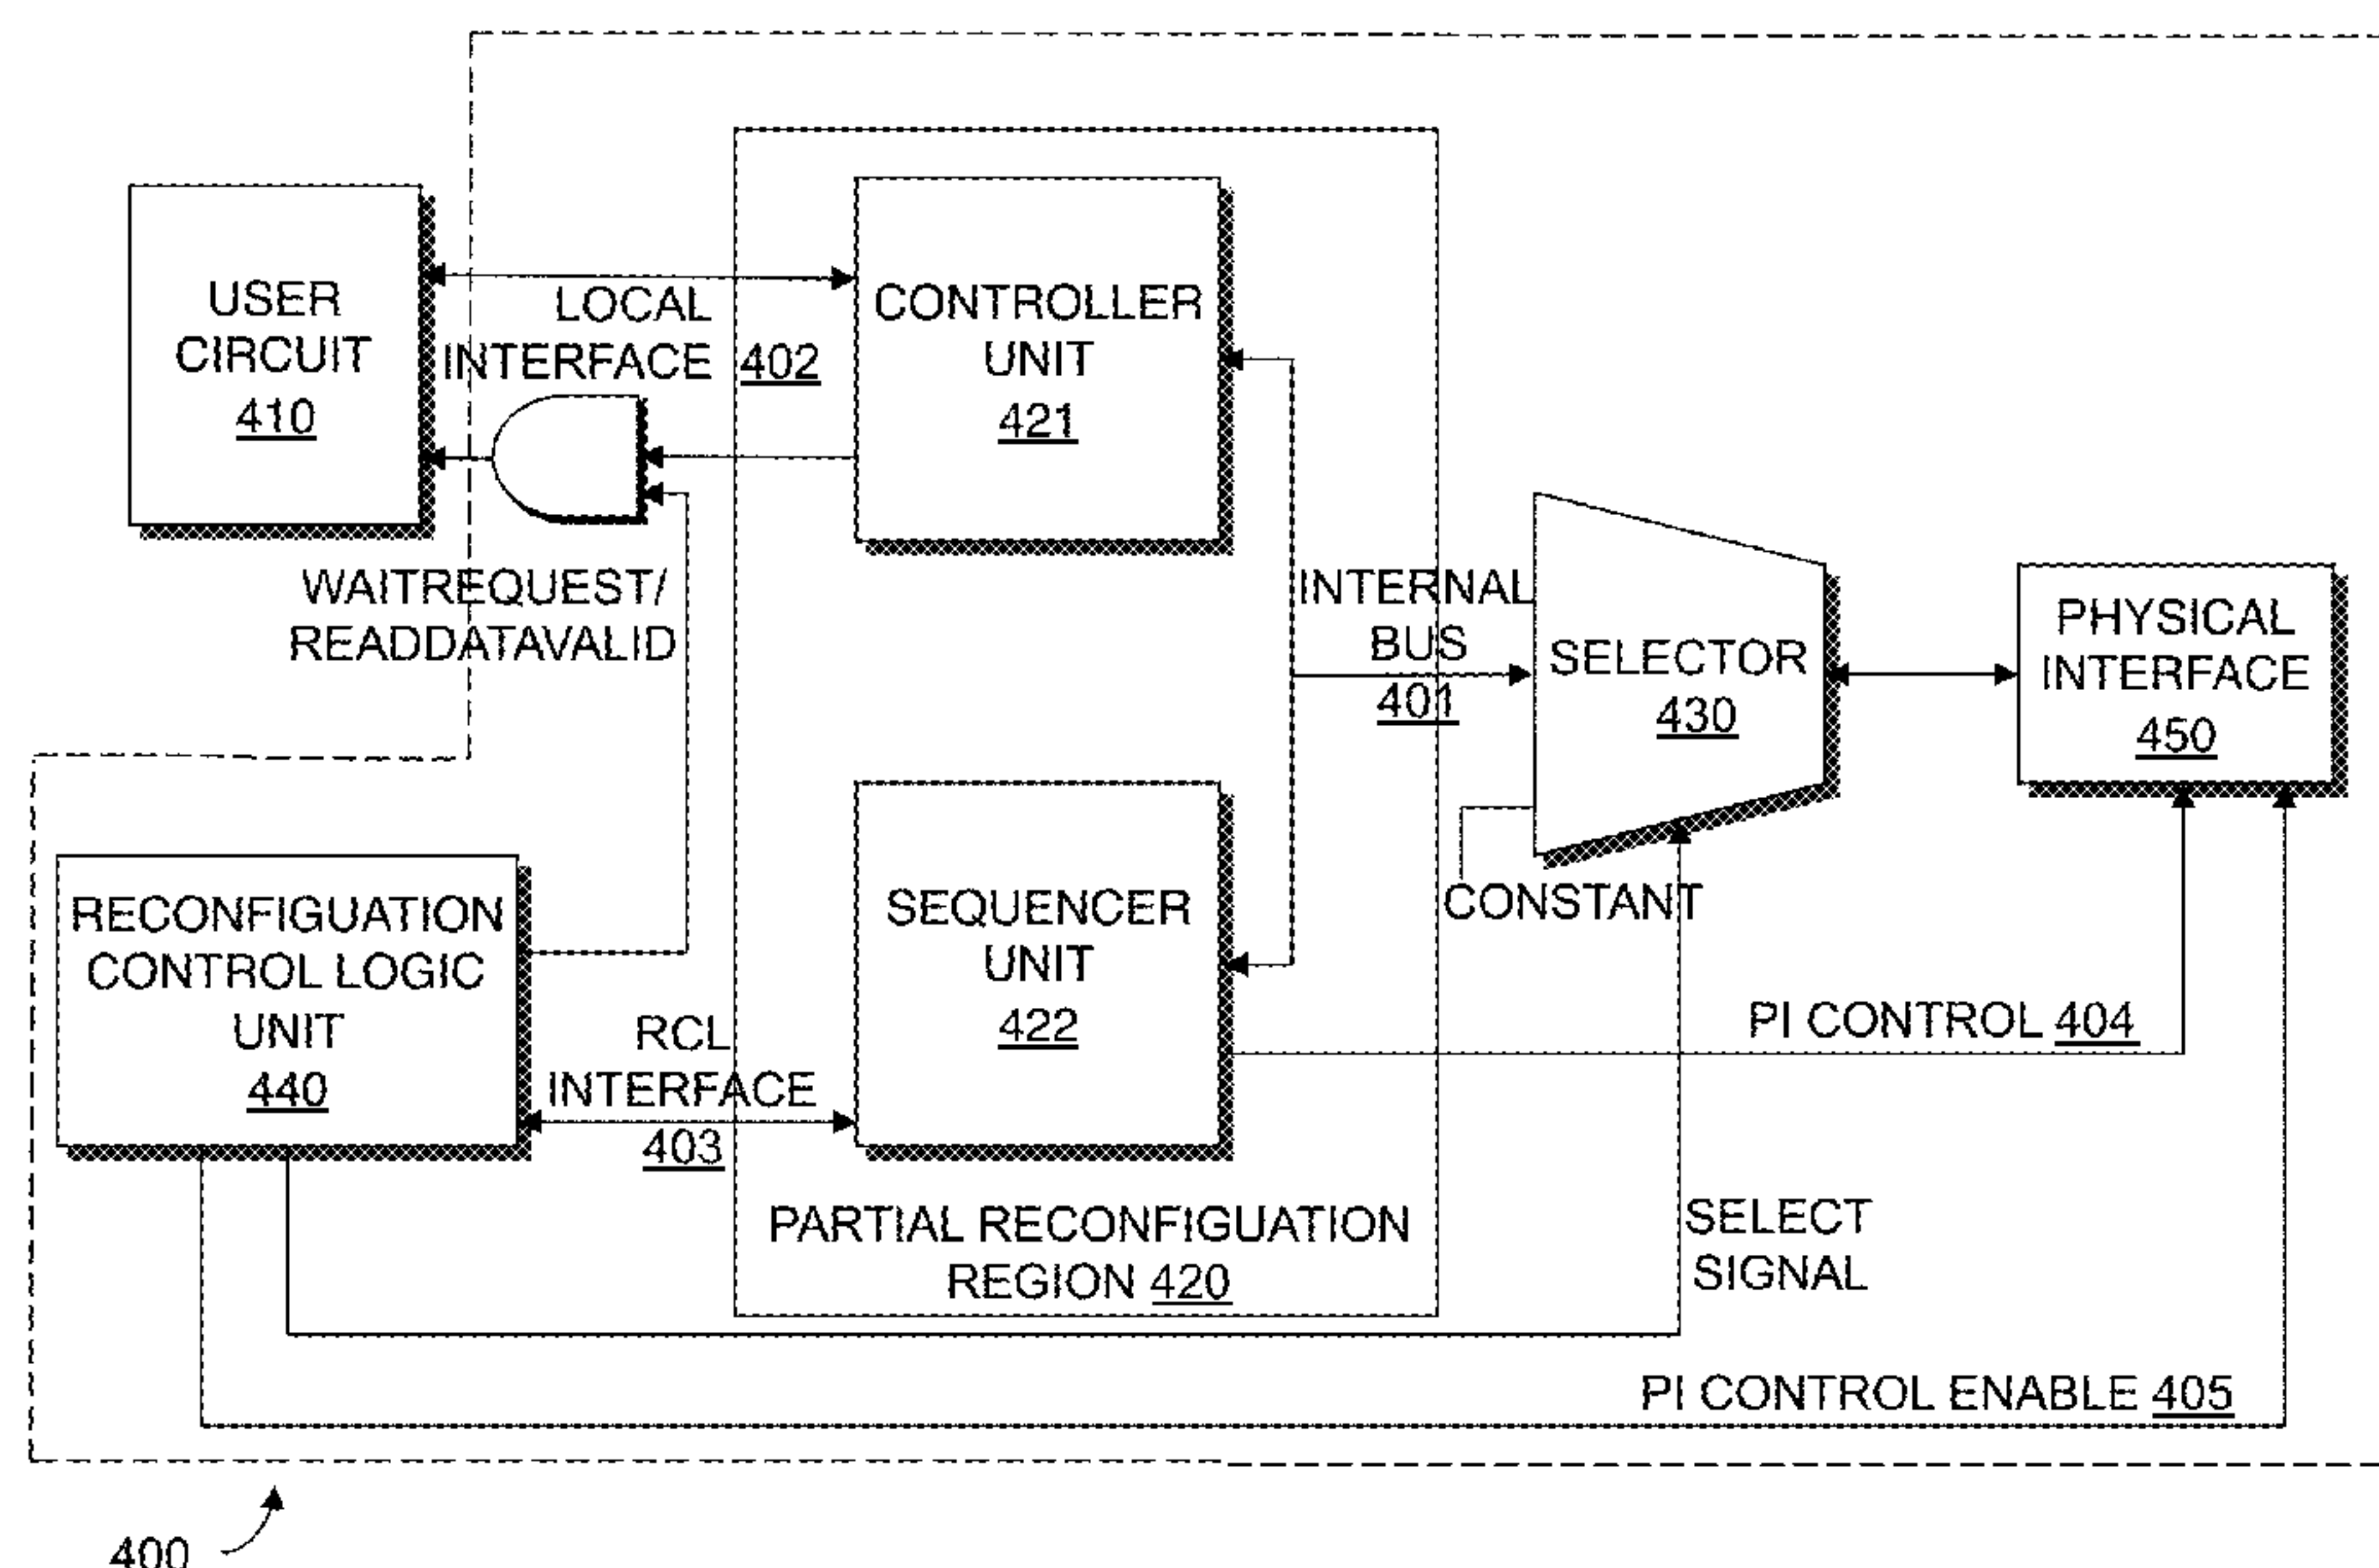 USER
CIRCUIT
410
LOCAL
INTERFACE 402
CONTROLLER
UNIT
421
WAITREQUEST/
READDATAVALID
INTERNAL
BUS
401
SELECTOR
430
PHYSICAL
INTERFACE
450
CONSTANT
RECONFIGUATION
CONTROL LOGIC
UNIT
440
RCL
INTERFACE
403
SEQUENCER
UNIT
422
PI CONTROL 404
PARTIAL RECONFIGUATION
REGION 420
SELECT
SIGNAL
PI CONTROL ENABLE 405
400